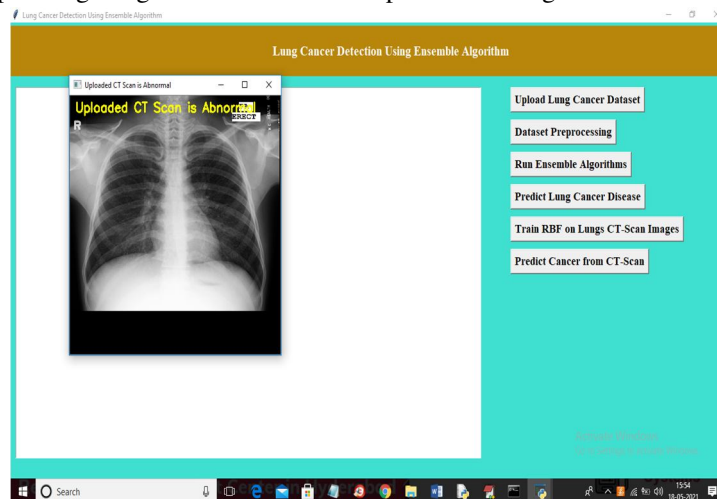 Lung Cancer Detection Using Ensemble Algorithm
Lung Cancer Detection Using Ensemble Algorithm
Uploaded CT Scan is Abnormal
Uploaded CT Scan is Abnormal
ERECT
R
Upload Lung Cancer Dataset
Dataset Preprocessing
Run Ensemble Algorithms
Predict Lung Cancer Disease
Train RBF on Lungs CT-Scan Images
Predict Cancer from CT-Scan
Search
15:54
18-05-2021